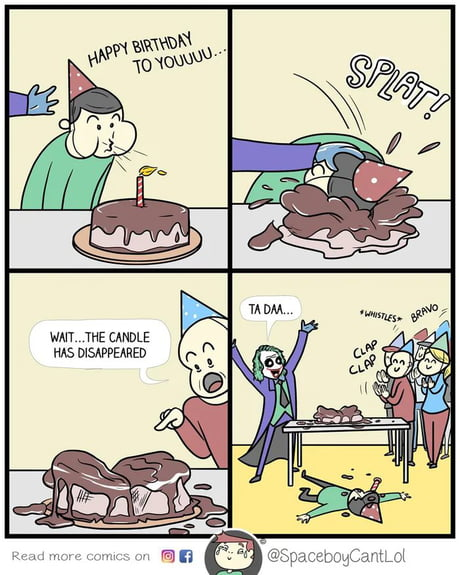 HAPPY BIRTHDAY
TO YOUUUU...
SPLAT!
WAIT...THE CANDLE
HAS DISAPPEARED
TA DAA...
*WHISTLES*
BRAVO
CLAP
CLAP
Read more comics on
@SpaceboyCantLol